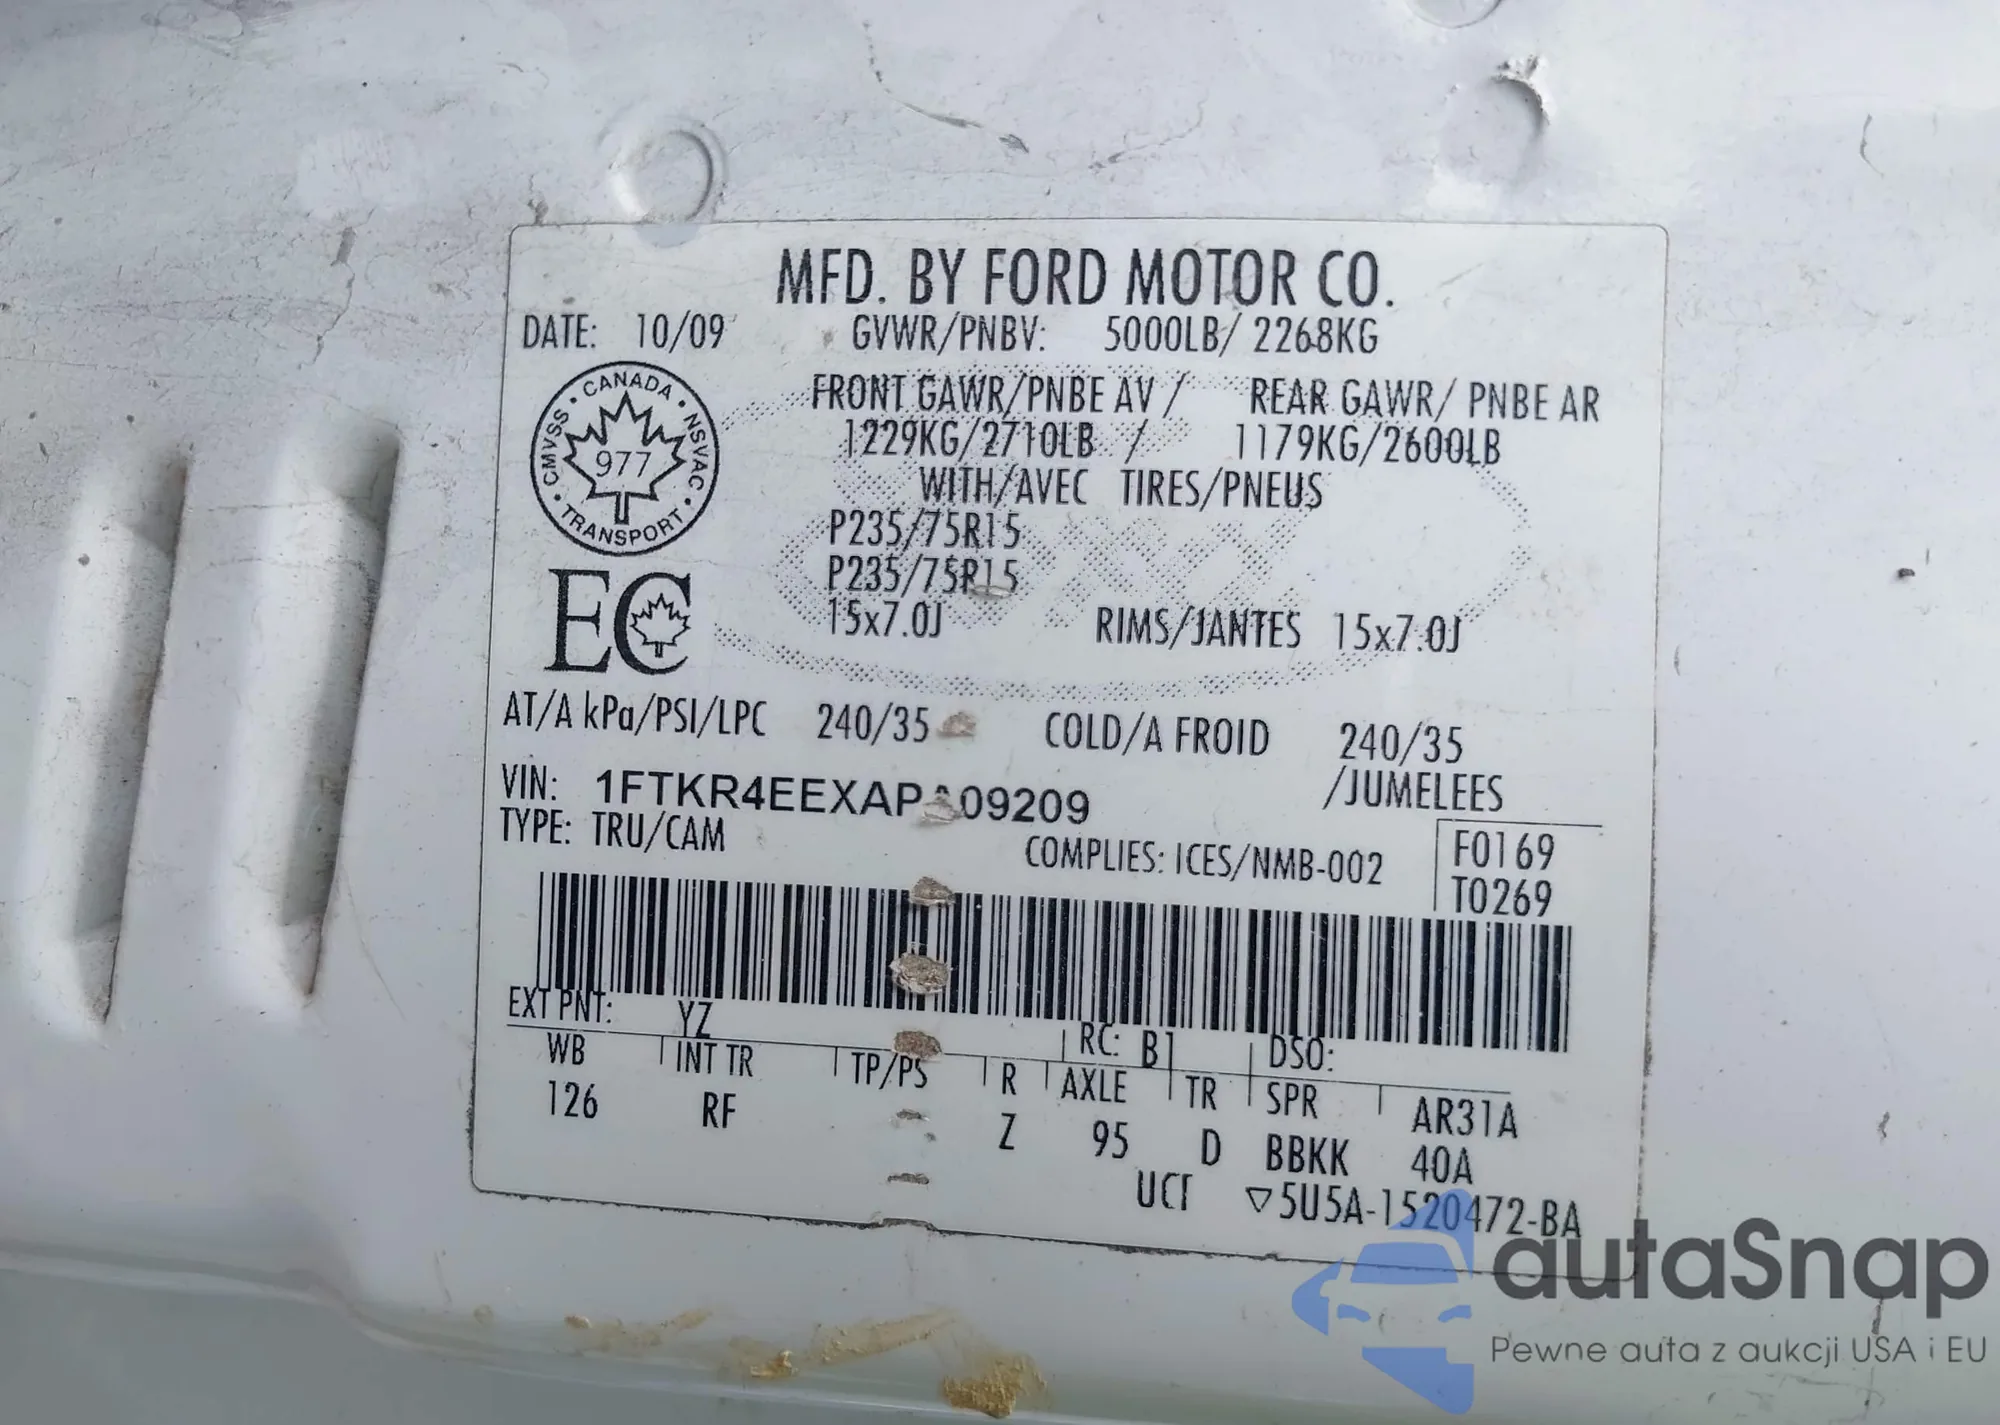 MFD. BY FORD MOTOR CO.
DATE: 10/09 GVWR/PNBV: 5000LB/ 2268KG
FRONT GAWR/PNBE AV / REAR GAWR/ PNBE AR
1229KG/2710LB / 1179KG/2600LB
WITH/AVEC TIRES/PNEUS
P235/75R15
P235/75R15
15x7.0J RIMS/JANTES 15x7.0J
CANADA · NSVAC · TRANSPORT · CMVSS ·
977
EC
AT/A kPa/PSI/LPC 240/35 COLD/A FROID 240/35
/JUMELEES
VIN: 1FTKR4EEXAPA09209
TYPE: TRU/CAM
COMPLIES: ICES/NMB-002
F0169
T0269
EXT PNT: YZ RC: B1 DSO:
WB INT TR TP/PS R AXLE TR SPR AR31A
126 RF Z 95 D BBKK 40A
UCT ▽5U5A-1520472-BA
autaSnap
Pewne auta z aukcji USA i EU